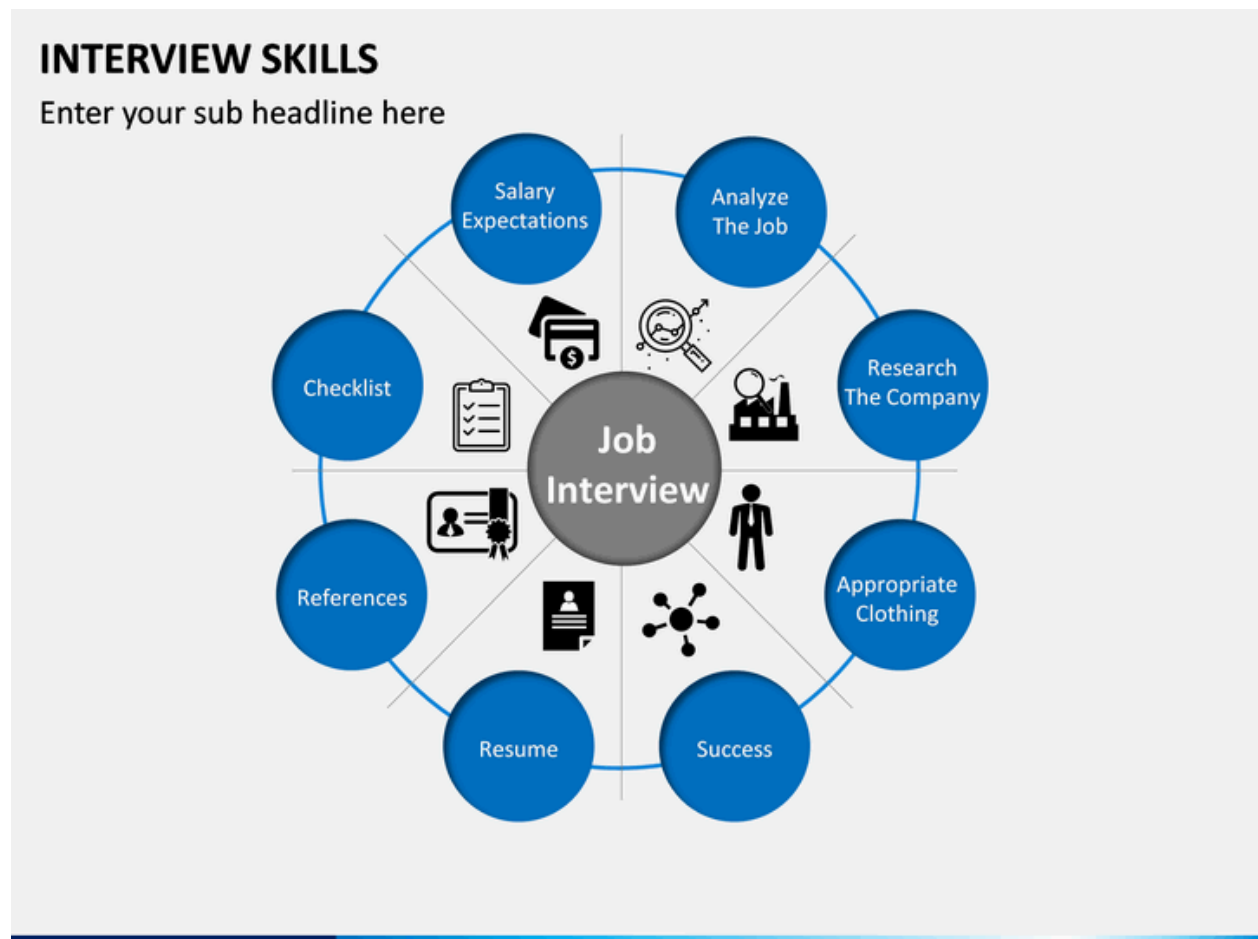 INTERVIEW SKILLS
Enter your sub headline here
Salary
Expectations
Analyze
The Job
Research
The Company
Checklist
$
Job
Interview
Appropriate
Clothing
References
Resume
Success